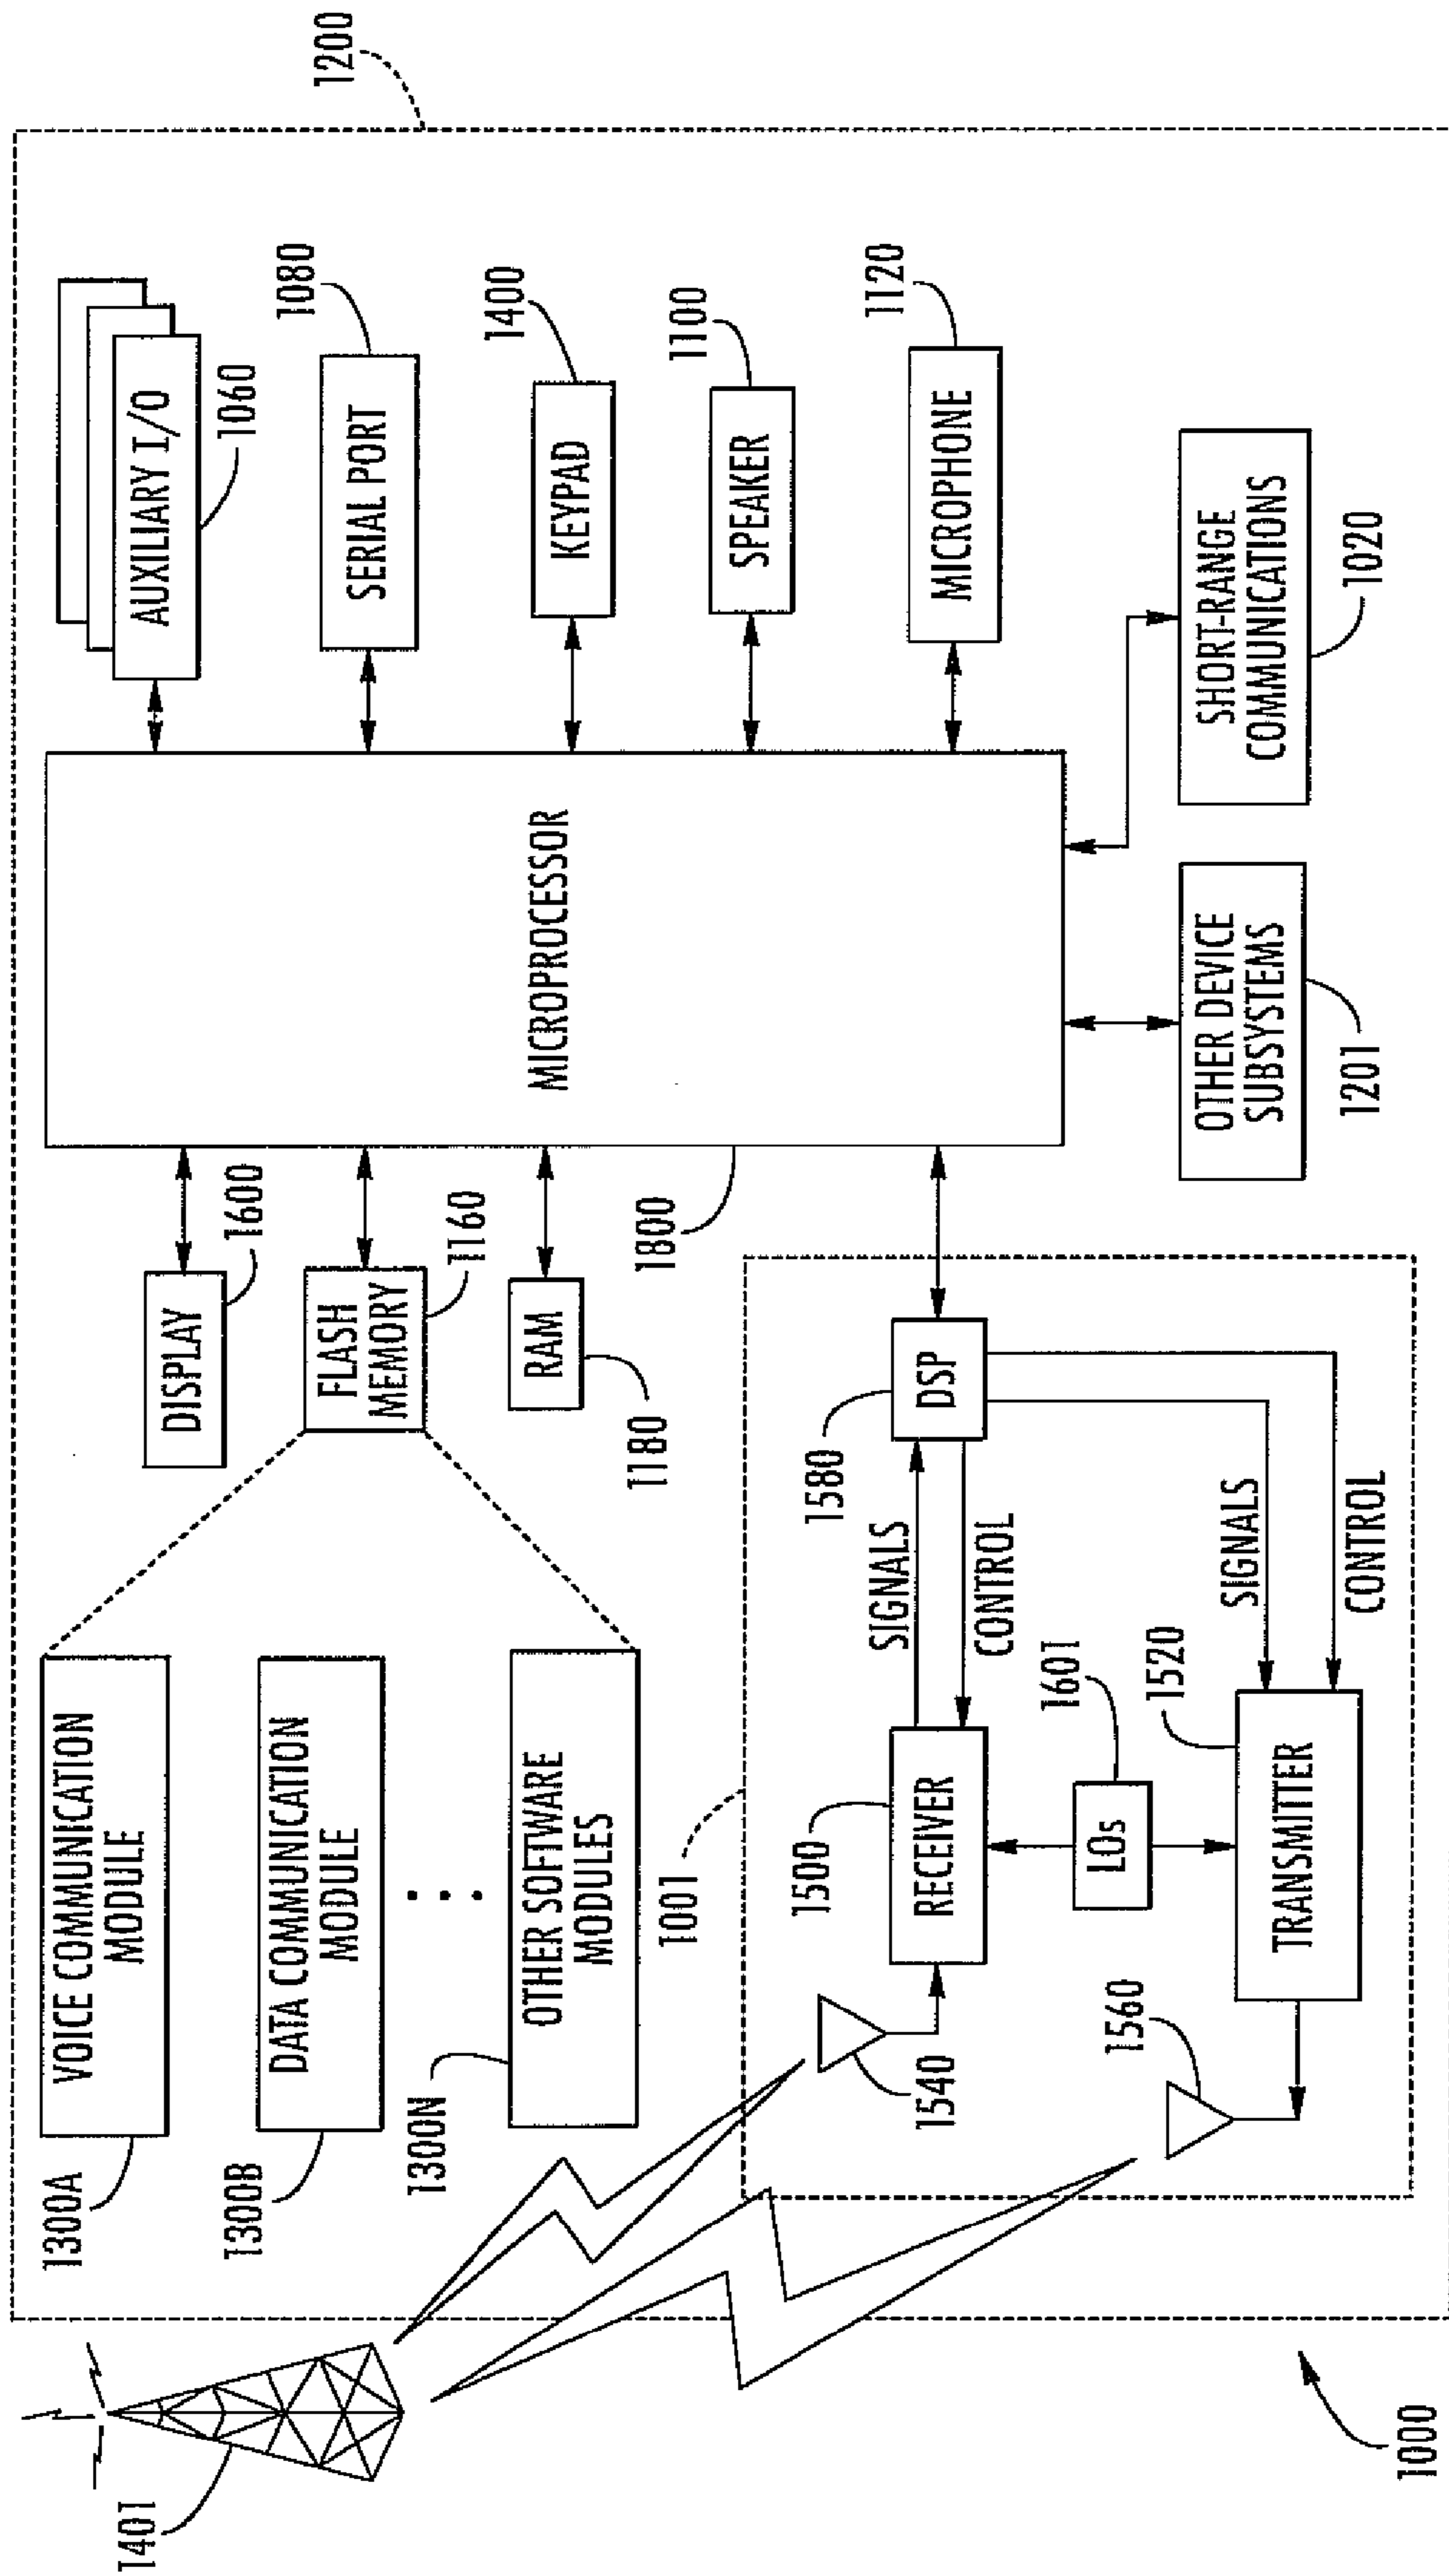 1401
1000
1200
1300A
VOICE COMMUNICATION
MODULE
1300B
DATA COMMUNICATION
MODULE
1300N
OTHER SOFTWARE
MODULES
DISPLAY
1600
FLASH
MEMORY
1160
RAM
1180
MICROPROCESSOR
1800
AUXILIARY I/O
1060
SERIAL PORT
1080
KEYPAD
1400
SPEAKER
1100
MICROPHONE
1120
SHORT-RANGE
COMMUNICATIONS
1020
OTHER DEVICE
SUBSYSTEMS
1201
1001
1540
1500
RECEIVER
SIGNALS
CONTROL
1580
DSP
LOs
1601
1560
1520
TRANSMITTER
SIGNALS
CONTROL